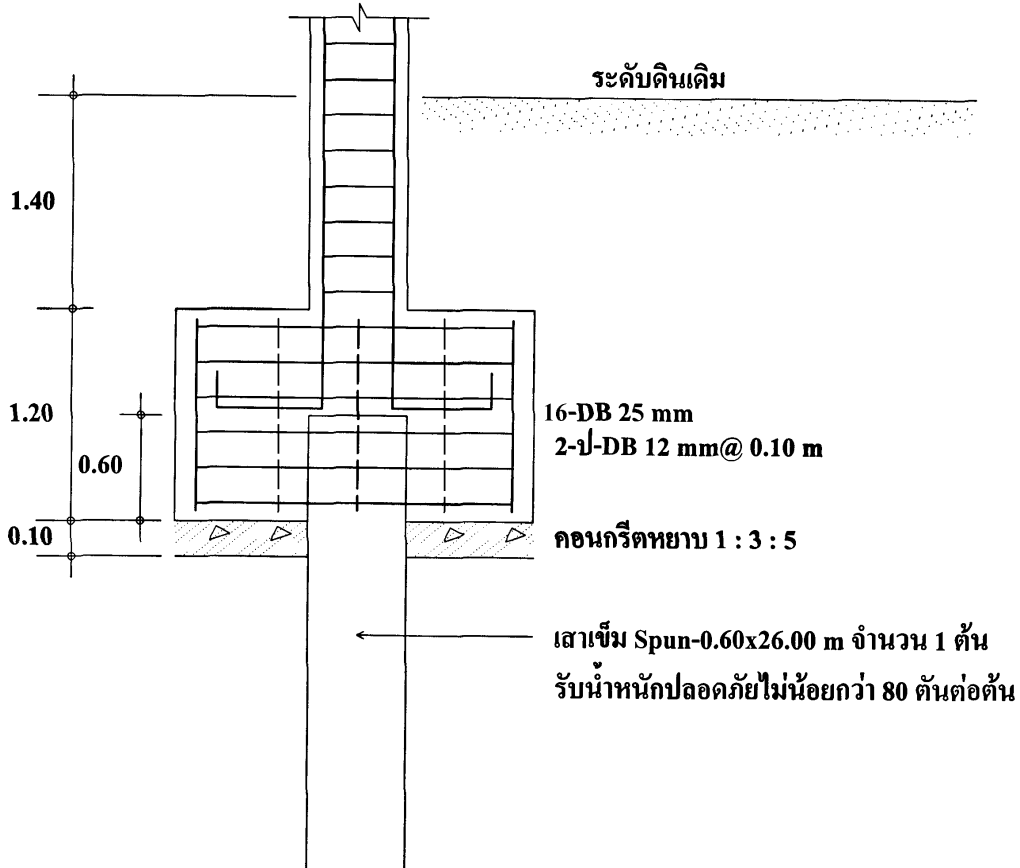 ระดับดินเดิม
1.40
1.20
0.60
0.10
16-DB 25 mm
2-ป-DB 12 mm@ 0.10 m
คอนกรีตหยาบ 1 : 3 : 5
เสาเข็ม Spun-0.60x26.00 m จำนวน 1 ต้น
รับน้ำหนักปลอดภัยไม่น้อยกว่า 80 ตันต่อต้น